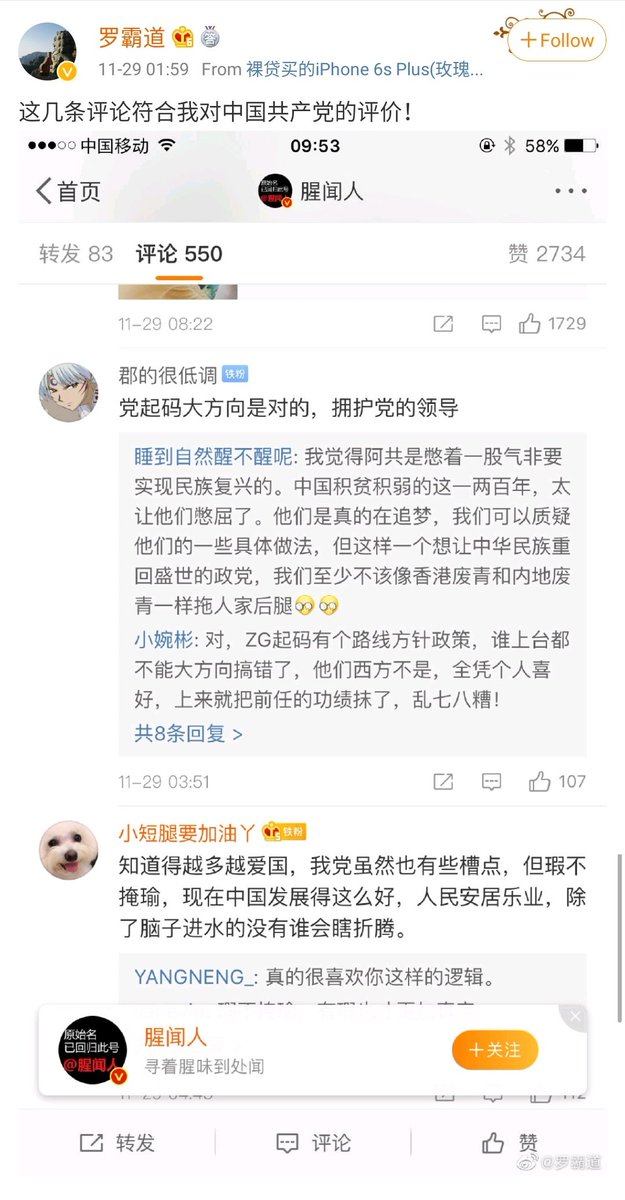 罗霸道
+Follow
11-29 01:59 From 裸贷买的iPhone 6s Plus(玫瑰...
这几条评论符合我对中国共产党的评价！
中国移动 09:53 58%
首页 腥闻人
转发 83 评论 550 赞 2734
11-29 08:22 1729
郡的很低调 铁粉
党起码大方向是对的，拥护党的领导
睡到自然醒不醒呢: 我觉得阿共是憋着一股气非要
实现民族复兴的。中国积贫积弱的这一两百年，太
让他们憋屈了。他们是真的在追梦，我们可以质疑
他们的一些具体做法，但这样一个想让中华民族重
回盛世的政党，我们至少不该像香港废青和内地废
青一样拖人家后腿
小婉彬: 对，ZG起码有个路线方针政策，谁上台都
不能大方向搞错了，他们西方不是，全凭个人喜
好，上来就把前任的功绩抹了，乱七八糟！
共8条回复 >
11-29 03:51 107
小短腿要加油丫 铁粉
知道得越多越爱国，我党虽然也有些槽点，但瑕不
掩瑜，现在中国发展得这么好，人民安居乐业，除
了脑子进水的没有谁会瞎折腾。
YANGNENG_: 真的很喜欢你这样的逻辑。
原始名
已回归此号
@腥闻人
腥闻人
寻着腥味到处闻
+关注
转发 评论 赞
@罗霸道